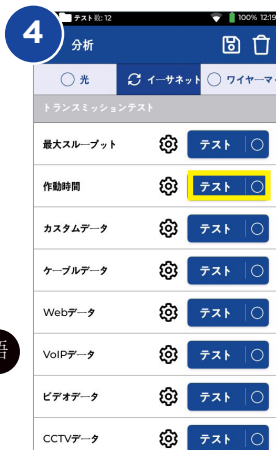 4
テスト数: 12
100% 12:19
分析
光
イーサネット
ワイヤーマ
トランスミッションテスト
最大スループット
テスト
作動時間
テスト
カスタムデータ
テスト
ケーブルデータ
テスト
Webデータ
テスト
VoIPデータ
テスト
ビデオデータ
テスト
CCTVデータ
テスト
語